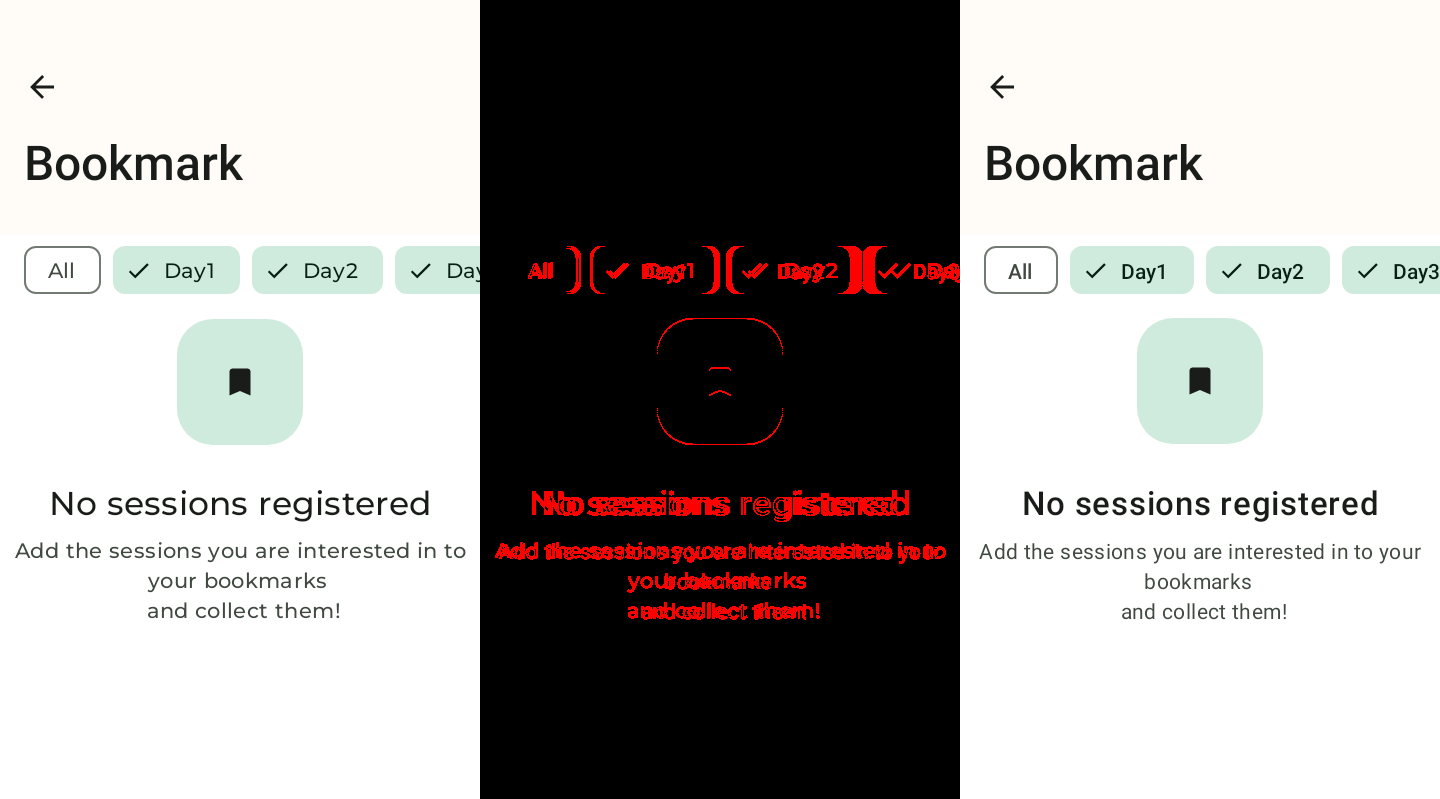 Bookmark
All Day1 Day2 Day
No sessions registered
Add the sessions you are interested in to
your bookmarks
and collect them!
All Day1 Day2
No sessions registered
Add the sessions you are interested in to
your bookmarks
and collect them!
Bookmark
All Day1 Day2 Day3
No sessions registered
Add the sessions you are interested in to your
bookmarks
and collect them!